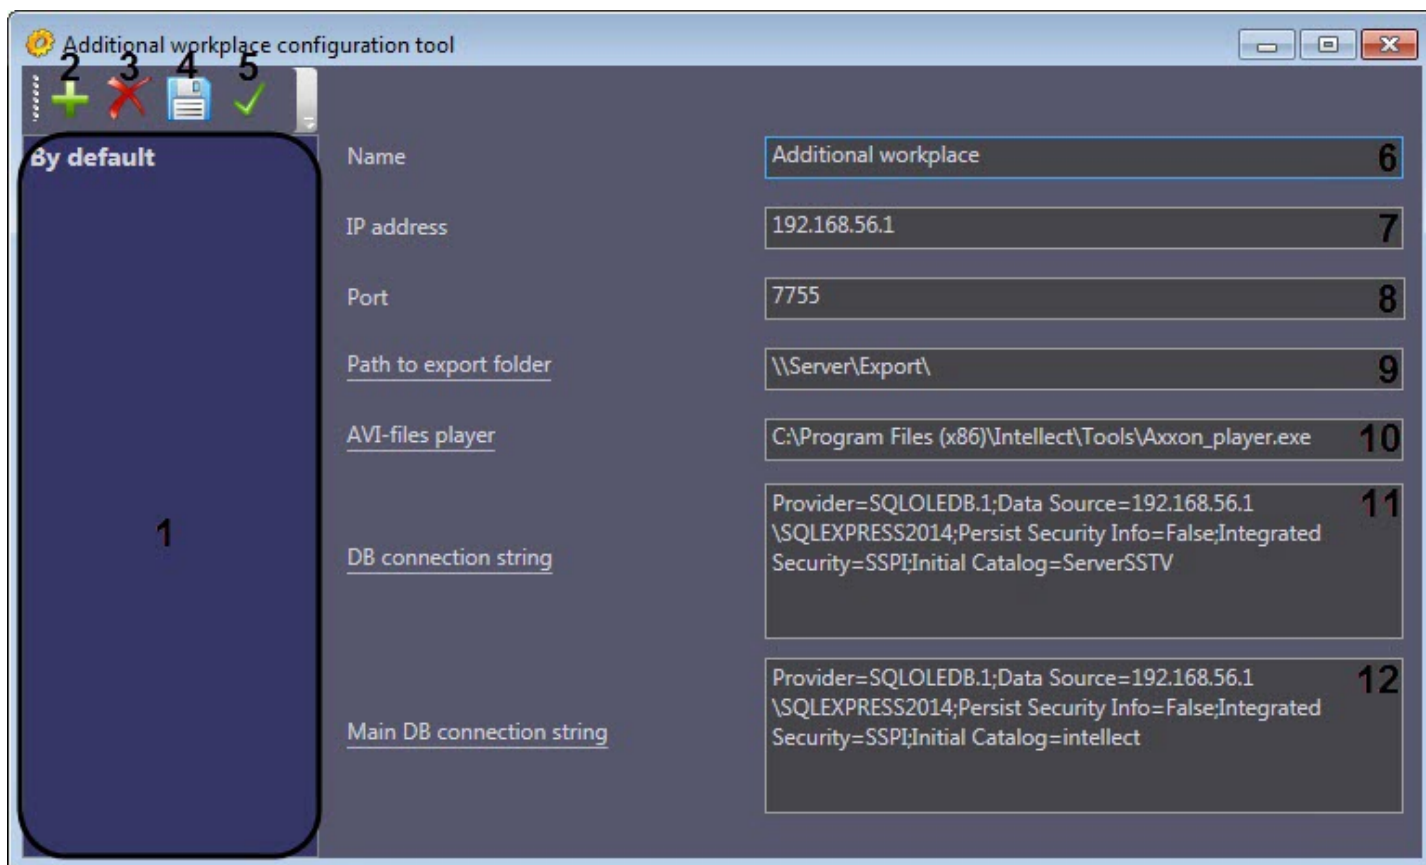 Additional workplace configuration tool
2 3 4 5
By default
Name
Additional workplace 6
IP address
192.168.56.1 7
Port
7755 8
Path to export folder
\\Server\Export\ 9
AVI-files player
C:\Program Files (x86)\Intellect\Tools\Axxon_player.exe 10
1
DB connection string
Provider=SQLOLEDB.1;Data Source=192.168.56.1 11
\SQLEXPRESS2014;Persist Security Info=False;Integrated
Security=SSPI;Initial Catalog=ServerSSTV
Main DB connection string
Provider=SQLOLEDB.1;Data Source=192.168.56.1 12
\SQLEXPRESS2014;Persist Security Info=False;Integrated
Security=SSPI;Initial Catalog=intellect